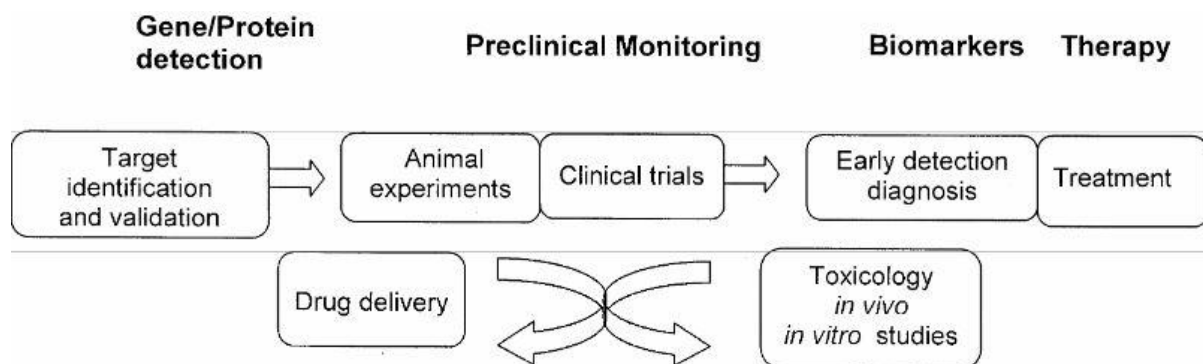 Gene/Protein
detection
Preclinical Monitoring
Biomarkers
Therapy
Target
identification
and validation
Animal
experiments
Clinical trials
Early detection
diagnosis
Treatment
Drug delivery
Toxicology
in vivo
in vitro studies